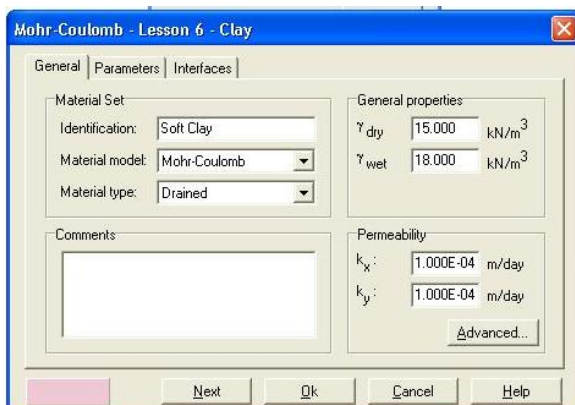 Mohr-Coulomb - Lesson 6 - Clay
General Parameters Interfaces
Material Set
Identification: Soft Clay
Material model: Mohr-Coulomb
Material type: Drained
General properties
γ dry 15.000 kN/m³
γ wet 18.000 kN/m³
Comments
Permeability
kx : 1.000E-04 m/day
ky : 1.000E-04 m/day
Advanced...
Next Ok Cancel Help